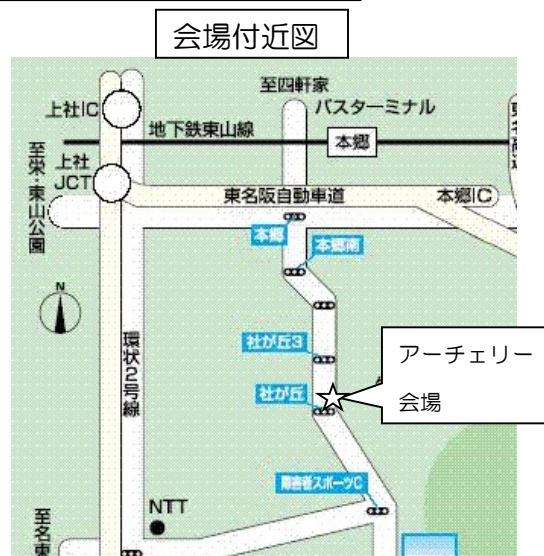 会場付近図
至四軒家
バスターミナル
上社IC
地下鉄東山線
本郷
至栄・東山公園
上社
JCT
東名阪自動車道
本郷IC
本郷
本郷南
N
環状2号線
社が丘3
アーチェリー
会場
社が丘
障害者スポーツC
NTT
至名東